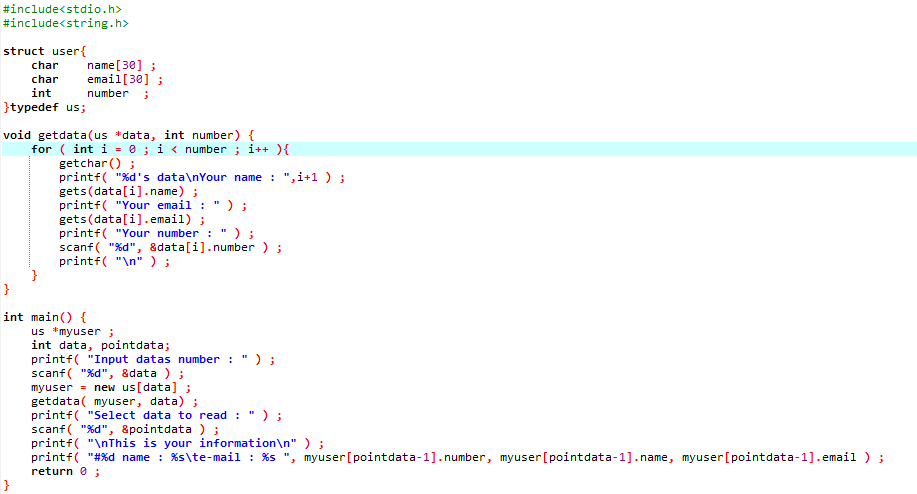 #include<stdio.h>
#include<string.h>
struct user{
char name[30] ;
char email[30] ;
int number ;
}typedef us;
void getdata(us *data, int number) {
for ( int i = 0 ; i < number ; i++ ){
getchar() ;
printf( "%d's data\nYour name : ",i+1 ) ;
gets(data[i].name) ;
printf( "Your email : " ) ;
gets(data[i].email) ;
printf( "Your number : " ) ;
scanf( "%d", &data[i].number ) ;
printf( "\n" ) ;
}
}
int main() {
us *myuser ;
int data, pointdata;
printf( "Input datas number : " ) ;
scanf( "%d", &data ) ;
myuser = new us[data] ;
getdata( myuser, data) ;
printf( "Select data to read : " ) ;
scanf( "%d", &pointdata ) ;
printf( "\nThis is your information\n" ) ;
printf( "#%d name : %s\te-mail : %s ", myuser[pointdata-1].number, myuser[pointdata-1].name, myuser[pointdata-1].email ) ;
return 0 ;
}